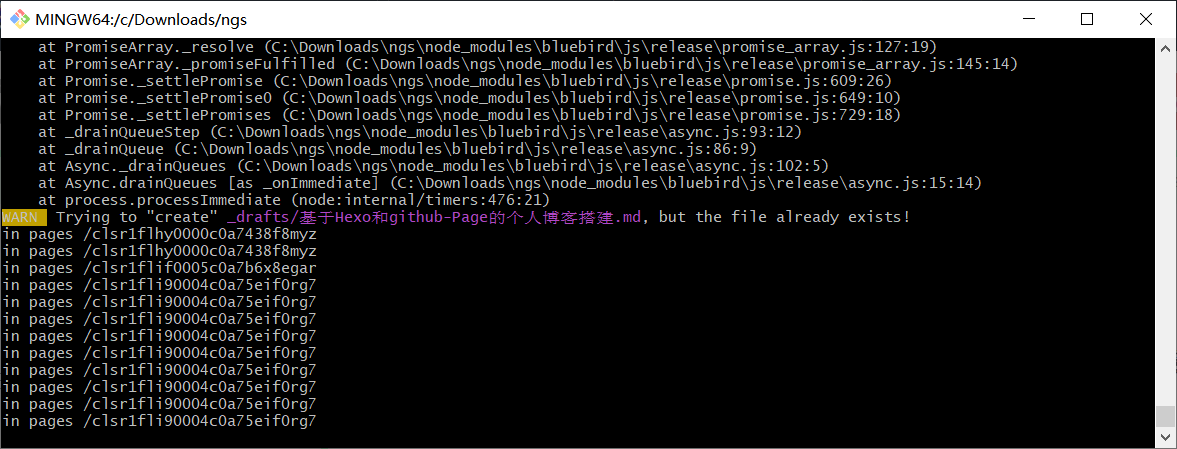 MINGW64:/c/Downloads/ngs
at PromiseArray._resolve (C:\Downloads\ngs\node_modules\bluebird\js\release\promise_array.js:127:19)
at PromiseArray._promiseFulfilled (C:\Downloads\ngs\node_modules\bluebird\js\release\promise_array.js:145:14)
at Promise._settlePromise (C:\Downloads\ngs\node_modules\bluebird\js\release\promise.js:609:26)
at Promise._settlePromise0 (C:\Downloads\ngs\node_modules\bluebird\js\release\promise.js:649:10)
at Promise._settlePromises (C:\Downloads\ngs\node_modules\bluebird\js\release\promise.js:729:18)
at _drainQueueStep (C:\Downloads\ngs\node_modules\bluebird\js\release\async.js:93:12)
at _drainQueue (C:\Downloads\ngs\node_modules\bluebird\js\release\async.js:86:9)
at Async._drainQueues (C:\Downloads\ngs\node_modules\bluebird\js\release\async.js:102:5)
at Async.drainQueues [as _onImmediate] (C:\Downloads\ngs\node_modules\bluebird\js\release\async.js:15:14)
at process.processImmediate (node:internal/timers:476:21)
WARN Trying to "create" _drafts/基于Hexo和github-Page的个人博客搭建.md, but the file already exists!
in pages /clsr1flhy0000c0a7438f8myz
in pages /clsr1flhy0000c0a7438f8myz
in pages /clsr1flif0005c0a7b6x8egar
in pages /clsr1fli90004c0a75eif0rg7
in pages /clsr1fli90004c0a75eif0rg7
in pages /clsr1fli90004c0a75eif0rg7
in pages /clsr1fli90004c0a75eif0rg7
in pages /clsr1fli90004c0a75eif0rg7
in pages /clsr1fli90004c0a75eif0rg7
in pages /clsr1fli90004c0a75eif0rg7
in pages /clsr1fli90004c0a75eif0rg7
in pages /clsr1fli90004c0a75eif0rg7